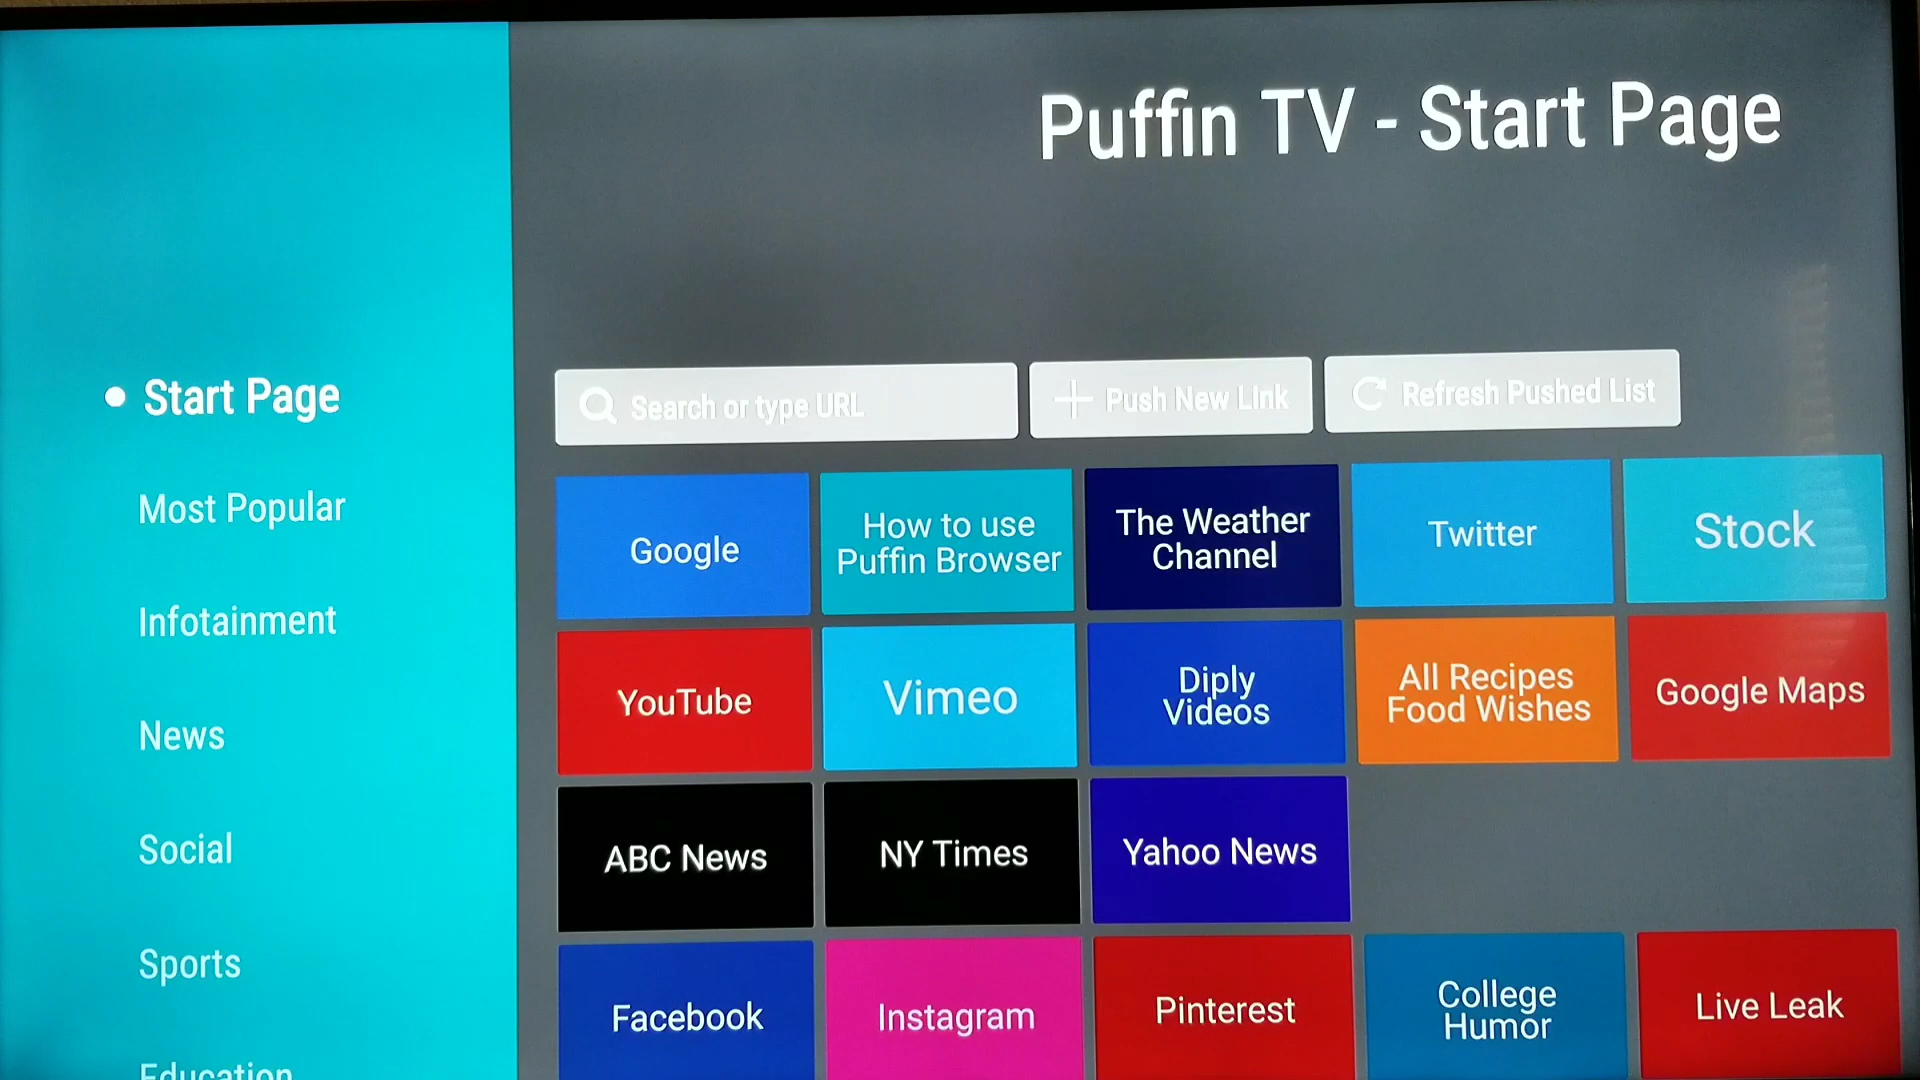 Puffin TV - Start Page
Start Page
Most Popular
Infotainment
News
Social
Sports
Education
Search or type URL
Push New Link
Refresh Pushed List
Google
How to use
Puffin Browser
The Weather
Channel
Twitter
Stock
YouTube
Vimeo
Diply
Videos
All Recipes
Food Wishes
Google Maps
ABC News
NY Times
Yahoo News
Facebook
Instagram
Pinterest
College
Humor
Live Leak